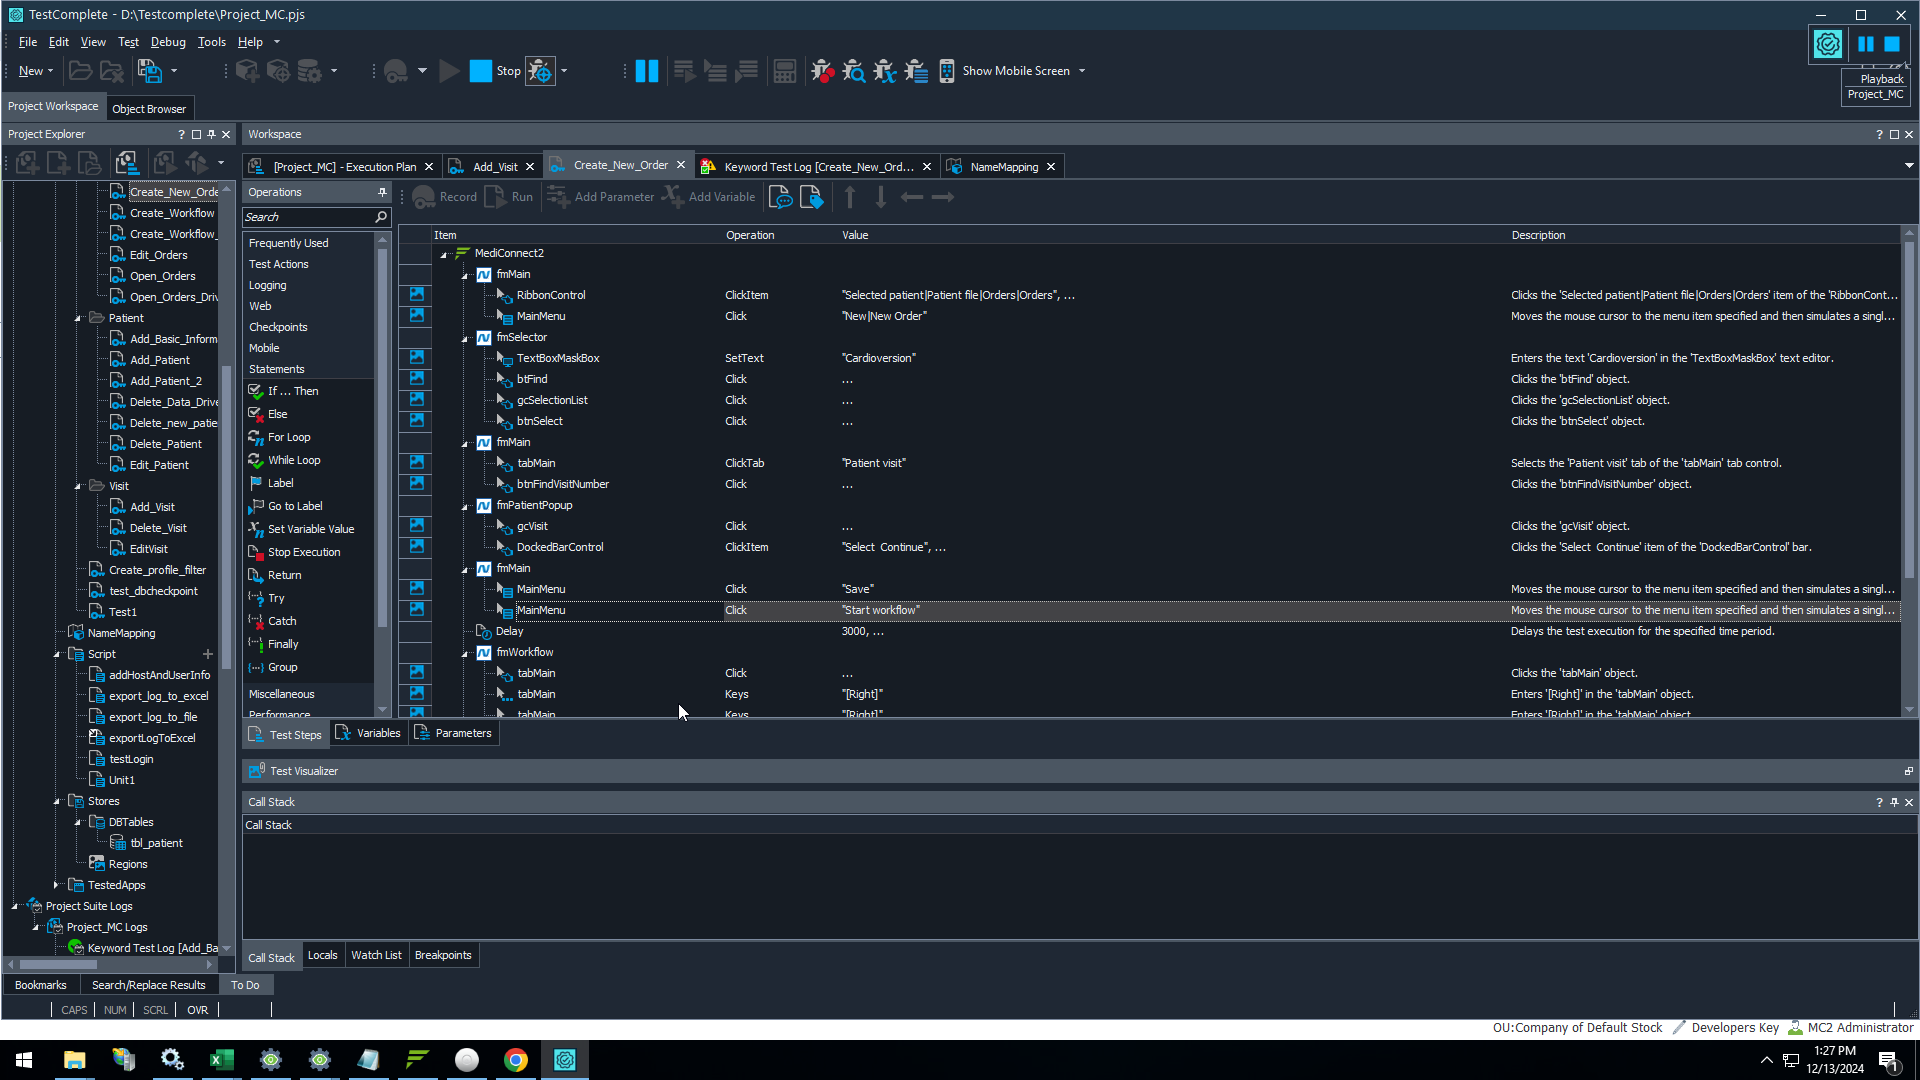 TestComplete - D:\Testcomplete\Project_MC.pjs
File Edit View Test Debug Tools Help
New Stop Show Mobile Screen
Playback
Project_MC
Project Workspace Object Browser
Project Explorer ?
Workspace ?
[Project_MC] - Execution Plan Add_Visit Create_New_Order Keyword Test Log [Create_New_Ord... NameMapping
Create_New_Orde
Create_Workflow
Create_Workflow_
Edit_Orders
Open_Orders
Open_Orders_Driv
Patient
Add_Basic_Inform
Add_Patient
Add_Patient_2
Delete_Data_Drive
Delete_new_patie
Delete_Patient
Edit_Patient
Visit
Add_Visit
Delete_Visit
EditVisit
Create_profile_filter
test_dbcheckpoint
Test1
NameMapping
Script
addHostAndUserInfo
export_log_to_excel
export_log_to_file
exportLogToExcel
testLogin
Unit1
Stores
DBTables
tbl_patient
Regions
TestedApps
Project Suite Logs
Project_MC Logs
Keyword Test Log [Add_Ba
Operations
Search
Frequently Used
Test Actions
Logging
Web
Checkpoints
Mobile
Statements
If ... Then
Else
For Loop
While Loop
Label
Go to Label
Set Variable Value
Stop Execution
Return
Try
Catch
Finally
Group
Miscellaneous
Performance
Record Run Add Parameter Add Variable
Item Operation Value Description
MediConnect2
fmMain
RibbonControl ClickItem "Selected patient|Patient file|Orders|Orders", ... Clicks the 'Selected patient|Patient file|Orders|Orders' item of the 'RibbonCont...
MainMenu Click "New|New Order" Moves the mouse cursor to the menu item specified and then simulates a singl...
fmSelector
TextBoxMaskBox SetText "Cardioversion" Enters the text 'Cardioversion' in the 'TextBoxMaskBox' text editor.
btFind Click ... Clicks the 'btFind' object.
gcSelectionList Click ... Clicks the 'gcSelectionList' object.
btnSelect Click ... Clicks the 'btnSelect' object.
fmMain
tabMain ClickTab "Patient visit" Selects the 'Patient visit' tab of the 'tabMain' tab control.
btnFindVisitNumber Click ... Clicks the 'btnFindVisitNumber' object.
fmPatientPopup
gcVisit Click ... Clicks the 'gcVisit' object.
DockedBarControl ClickItem "Select  Continue", ... Clicks the 'Select  Continue' item of the 'DockedBarControl' bar.
fmMain
MainMenu Click "Save" Moves the mouse cursor to the menu item specified and then simulates a singl...
MainMenu Click "Start workflow" Moves the mouse cursor to the menu item specified and then simulates a singl...
Delay 3000, ... Delays the test execution for the specified time period.
fmWorkflow
tabMain Click ... Clicks the 'tabMain' object.
tabMain Keys "[Right]" Enters '[Right]' in the 'tabMain' object.
tabMain Keys "[Right]" Enters '[Right]' in the 'tabMain' object.
Test Steps Variables Parameters
Test Visualizer
Call Stack ?
Call Stack
Call Stack Locals Watch List Breakpoints
Bookmarks Search/Replace Results To Do
CAPS NUM SCRL OVR
OU:Company of Default Stock Developers Key MC2 Administrator
1:27 PM
12/13/2024
1